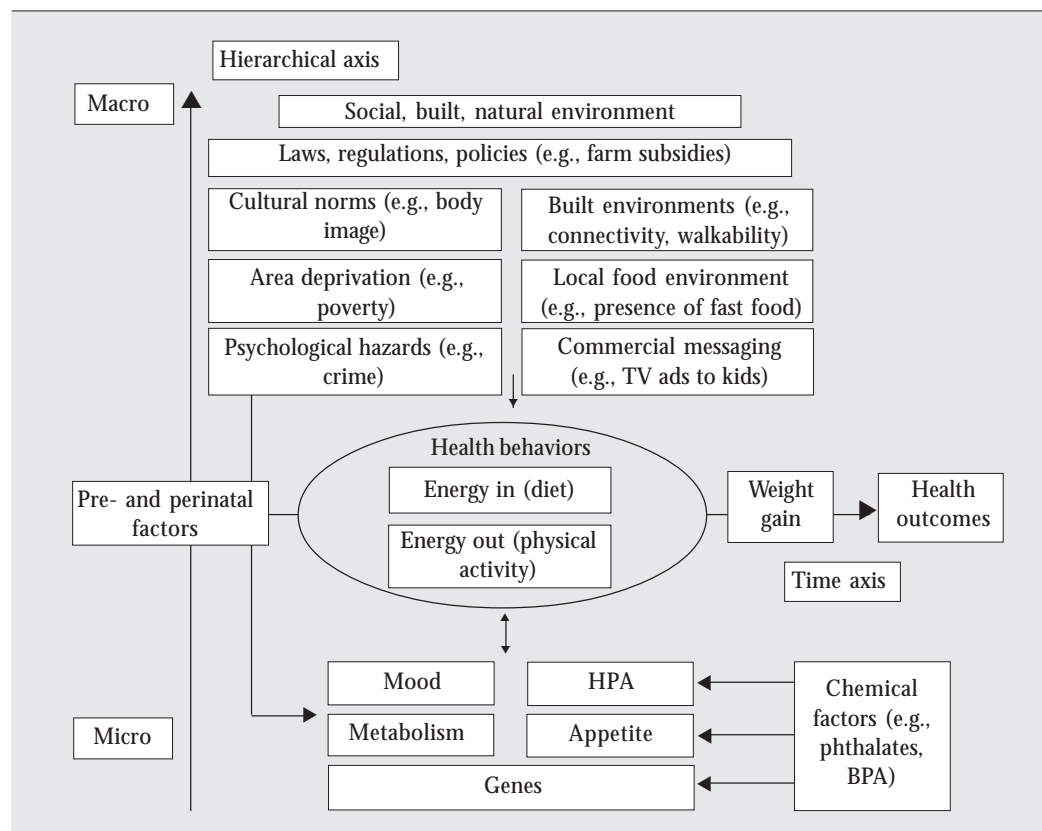 Hierarchical axis
Macro
Social, built, natural environment
Laws, regulations, policies (e.g., farm subsidies)
Cultural norms (e.g., body
image)
Built environments (e.g.,
connectivity, walkability)
Area deprivation (e.g.,
poverty)
Local food environment
(e.g., presence of fast food)
Psychological hazards (e.g.,
crime)
Commercial messaging
(e.g., TV ads to kids)
Health behaviors
Energy in (diet)
Energy out (physical
activity)
Pre- and perinatal
factors
Weight
gain
Health
outcomes
Time axis
Mood
HPA
Metabolism
Appetite
Genes
Chemical
factors (e.g.,
phthalates,
BPA)
Micro